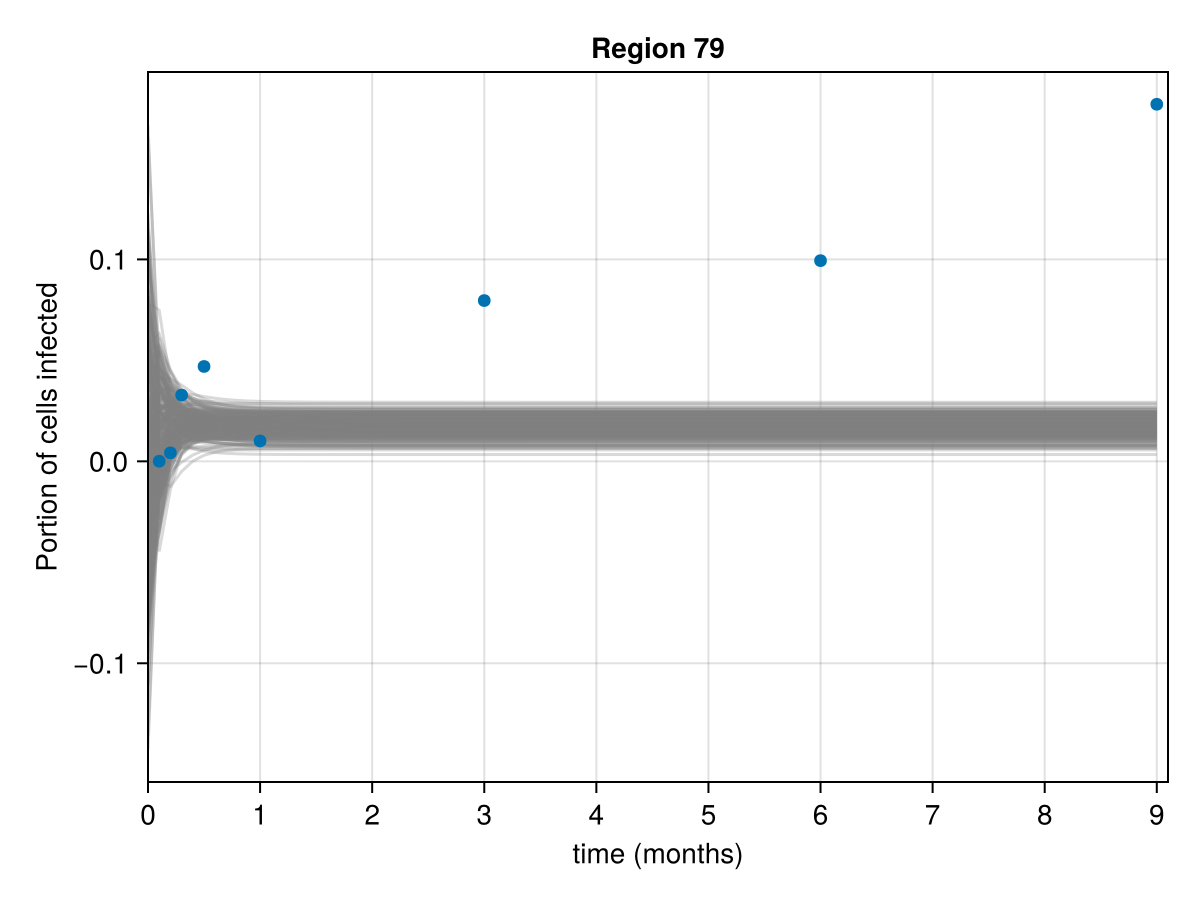 Region 79
Portion of cells infected
0.1
0.0
−0.1
0 1 2 3 4 5 6 7 8 9
time (months)